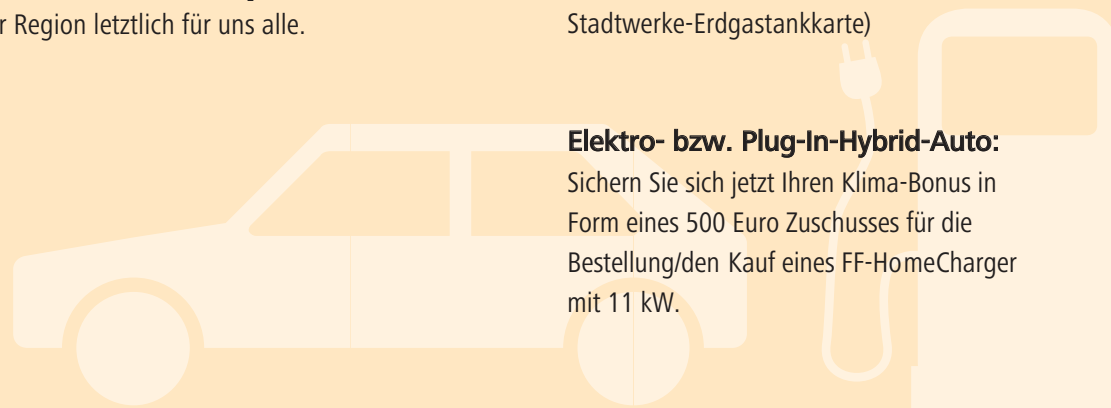 r Region letztlich für uns alle.
Stadtwerke-Erdgastankkarte)
Elektro- bzw. Plug-In-Hybrid-Auto:
Sichern Sie sich jetzt Ihren Klima-Bonus in
Form eines 500 Euro Zuschusses für die
Bestellung/den Kauf eines FF-HomeCharger
mit 11 kW.